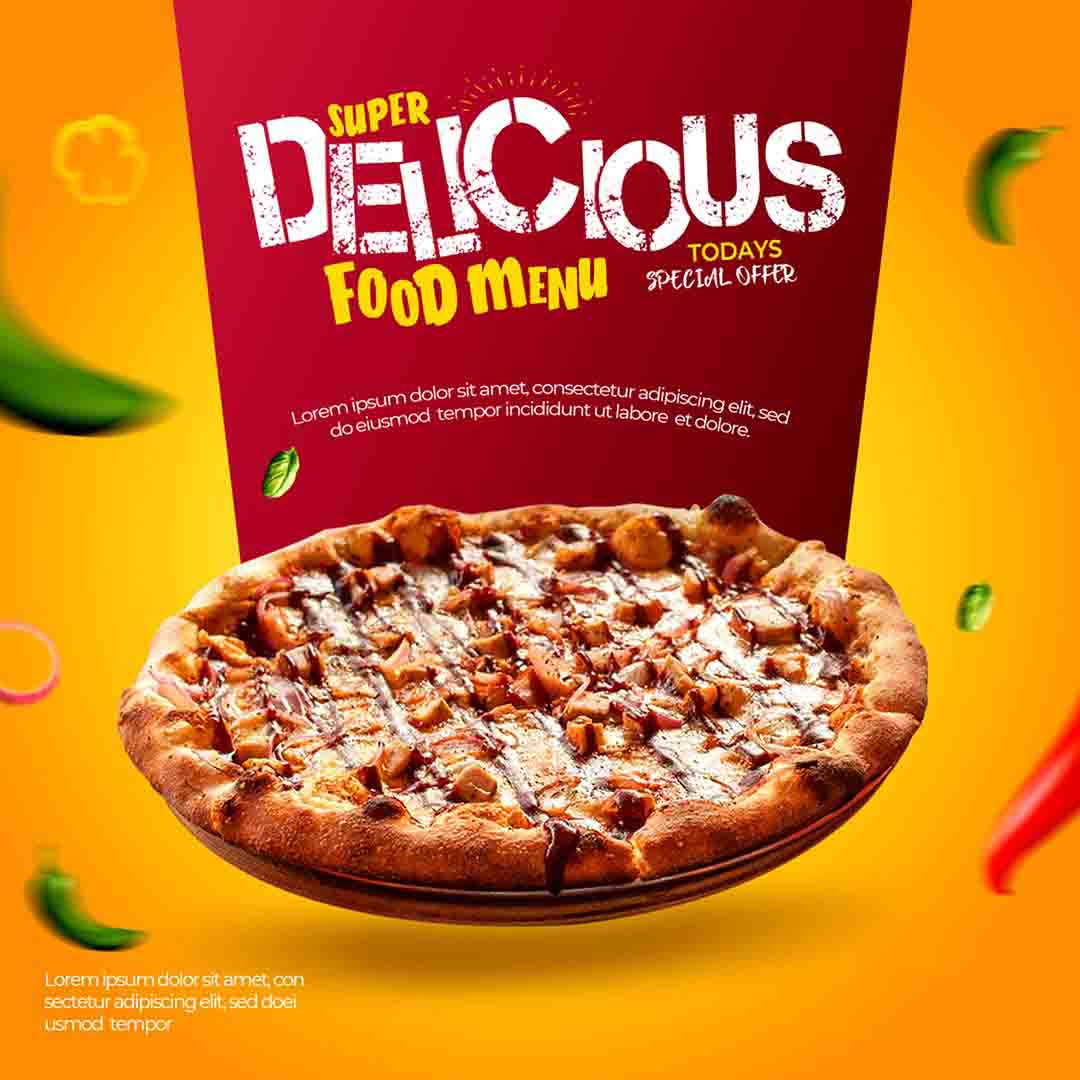 SUPER
DELICIOUS
FOOD MENU
TODAYS
SPECIAL OFFER
Lorem ipsum dolor sit amet, consectetur adipiscing elit, sed
do eiusmod tempor incididunt ut labore et dolore.
Lorem ipsum dolor sit amet, con
sectetur adipiscing elit, sed doei
usmod tempor